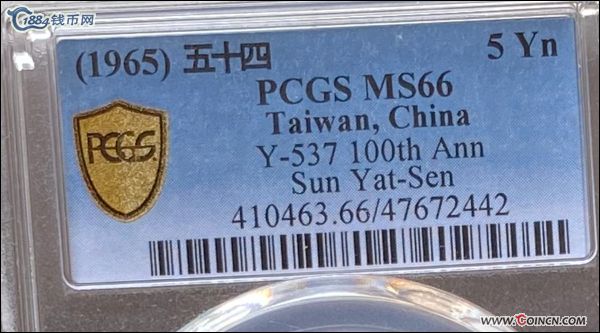 1884钱币网
(1965) 五十四 5 Yn
PCGS MS66
Taiwan, China
Y-537 100th Ann
Sun Yat-Sen
410463.66/47672442
PCGS
www.COINCN.com